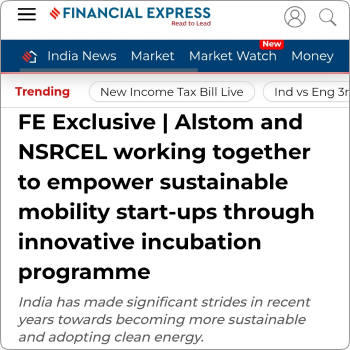 FINANCIAL EXPRESS
Read to Lead
New
India News Market Market Watch Money
Trending New Income Tax Bill Live Ind vs Eng 3r
FE Exclusive | Alstom and
NSRCEL working together
to empower sustainable
mobility start-ups through
innovative incubation
programme
India has made significant strides in recent
years towards becoming more sustainable
and adopting clean energy.